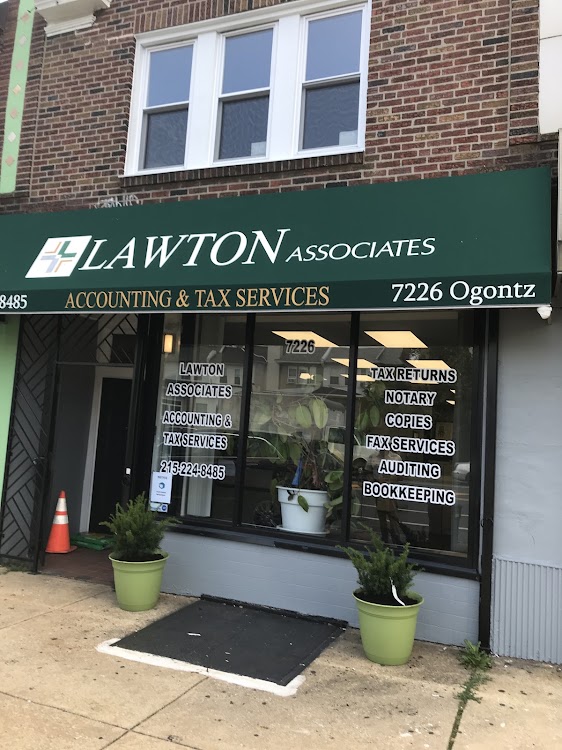 LAWTON ASSOCIATES
-8485 ACCOUNTING & TAX SERVICES 7226 Ogontz
7226
LAWTON
ASSOCIATES
ACCOUNTING &
TAX SERVICES
215-224-8485
TAX RETURNS
NOTARY
COPIES
FAX SERVICES
AUDITING
BOOKKEEPING